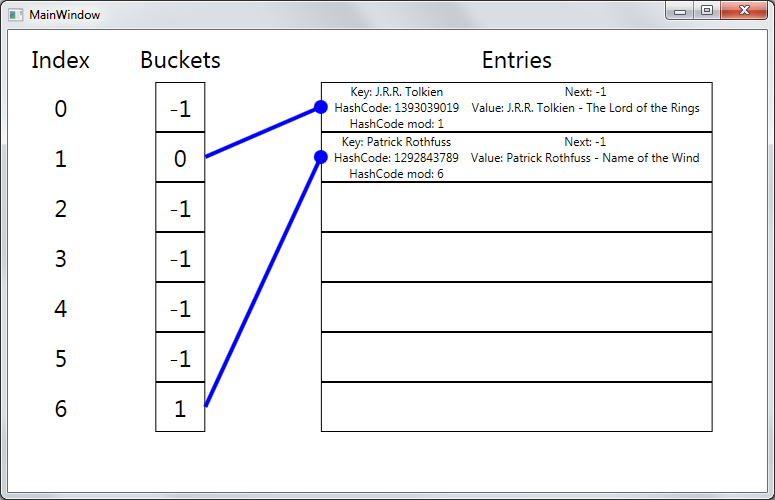 MainWindow
Index Buckets Entries
0 -1
Key: J.R.R. Tolkien Next: -1
HashCode: 1393039019 Value: J.R.R. Tolkien - The Lord of the Rings
HashCode mod: 1
1 0
Key: Patrick Rothfuss Next: -1
HashCode: 1292843789 Value: Patrick Rothfuss - Name of the Wind
HashCode mod: 6
2 -1
3 -1
4 -1
5 -1
6 1